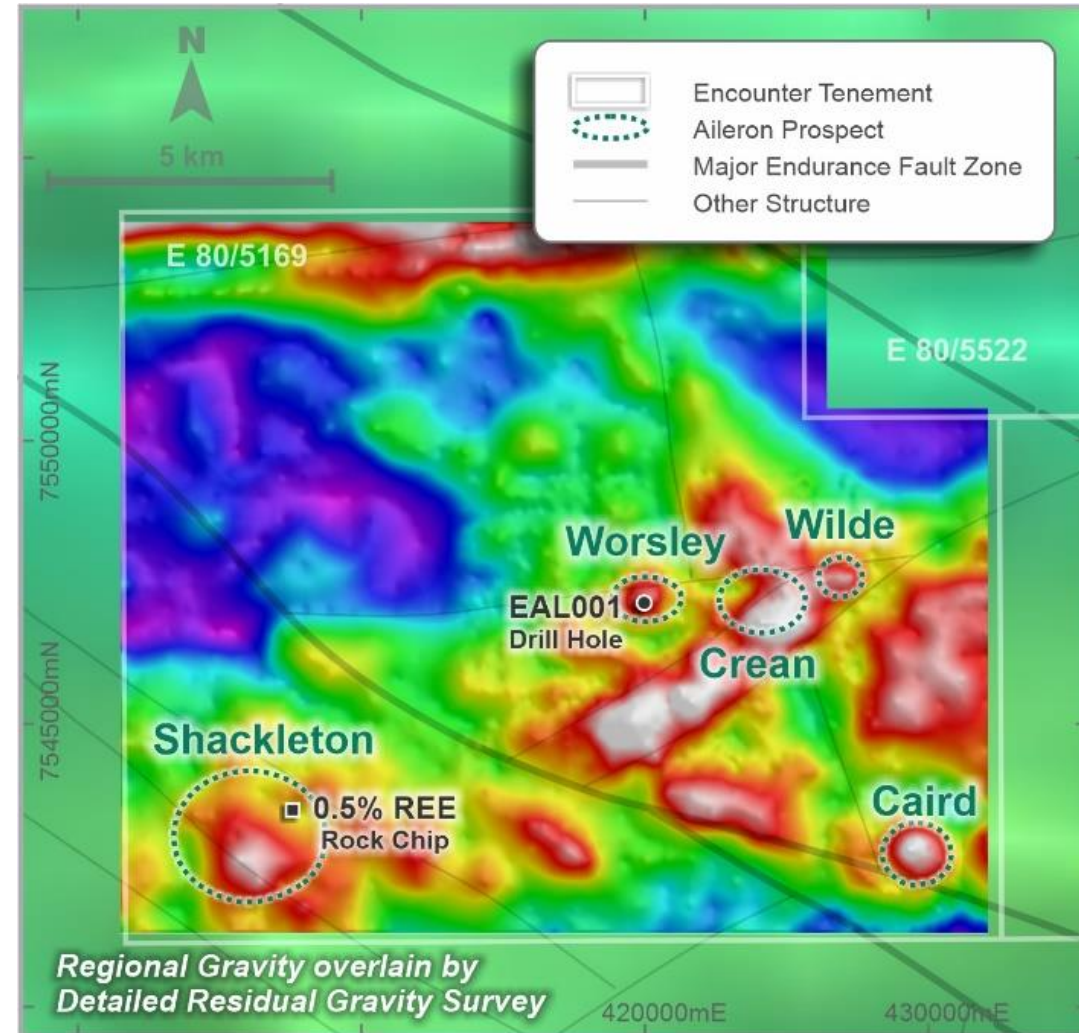 N
5 km
Encounter Tenement
Aileron Prospect
Major Endurance Fault Zone
Other Structure
E 80/5169
E 80/5522
7550000mN
Worsley
Wilde
EAL001
Drill Hole
Crean
7545000mN
Shackleton
0.5% REE
Rock Chip
Caird
Regional Gravity overlain by
Detailed Residual Gravity Survey
420000mE
430000mE